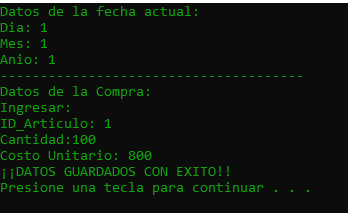 Datos de la fecha actual:
Dia: 1
Mes: 1
Anio: 1
--------------------------------------
Datos de la Compra:
Ingresar:
ID_Articulo: 1
Cantidad:100
Costo Unitario: 800
¡¡DATOS GUARDADOS CON EXITO!!
Presione una tecla para continuar . . .